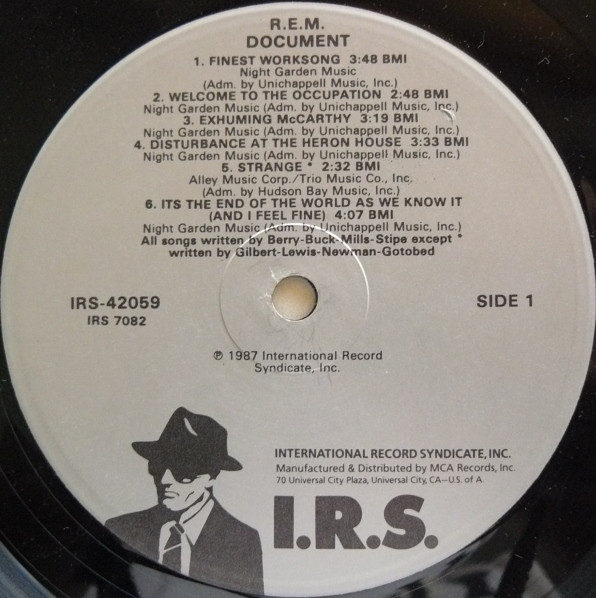 R.E.M.
DOCUMENT
1. FINEST WORKSONG 3:48 BMI
Night Garden Music
(Adm. by Unichappell Music, Inc.)
2. WELCOME TO THE OCCUPATION 2:48 BMI
Night Garden Music (Adm. by Unichappell Music, Inc.)
3. EXHUMING McCARTHY 3:19 BMI
Night Garden Music (Adm. by Unichappell Music, Inc.)
4. DISTURBANCE AT THE HERON HOUSE 3:33 BMI
Night Garden Music (Adm. by Unichappell Music, Inc.)
5. STRANGE * 2:32 BMI
Alley Music Corp./Trio Music Co., Inc.
(Adm. by Hudson Bay Music, Inc.)
6. ITS THE END OF THE WORLD AS WE KNOW IT
(AND I FEEL FINE) 4:07 BMI
Night Garden Music (Adm. by Unichappell Music, Inc.)
All songs written by Berry-Buck-Mills-Stipe except *
written by Gilbert-Lewis-Newman-Gotobed
IRS-42059
IRS 7082
SIDE 1
℗ 1987 International Record
Syndicate, Inc.
INTERNATIONAL RECORD SYNDICATE, INC.
Manufactured & Distributed by MCA Records, Inc.
70 Universal City Plaza, Universal City, CA–U.S. of A.
I.R.S.